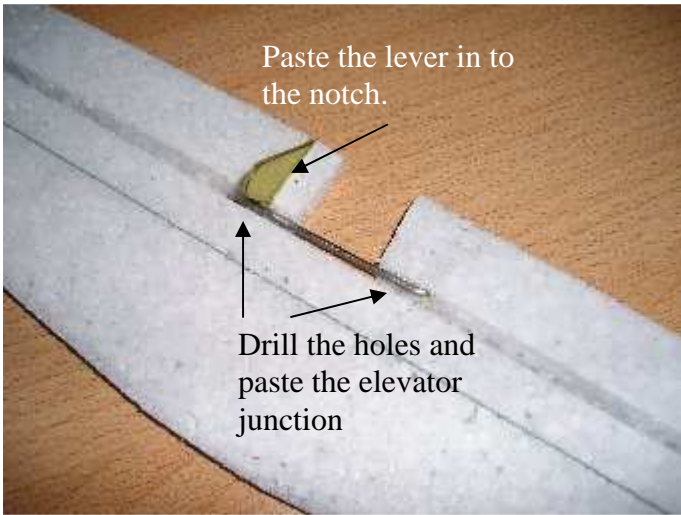 Paste the lever in to
the notch.
Drill the holes and
paste the elevator
junction